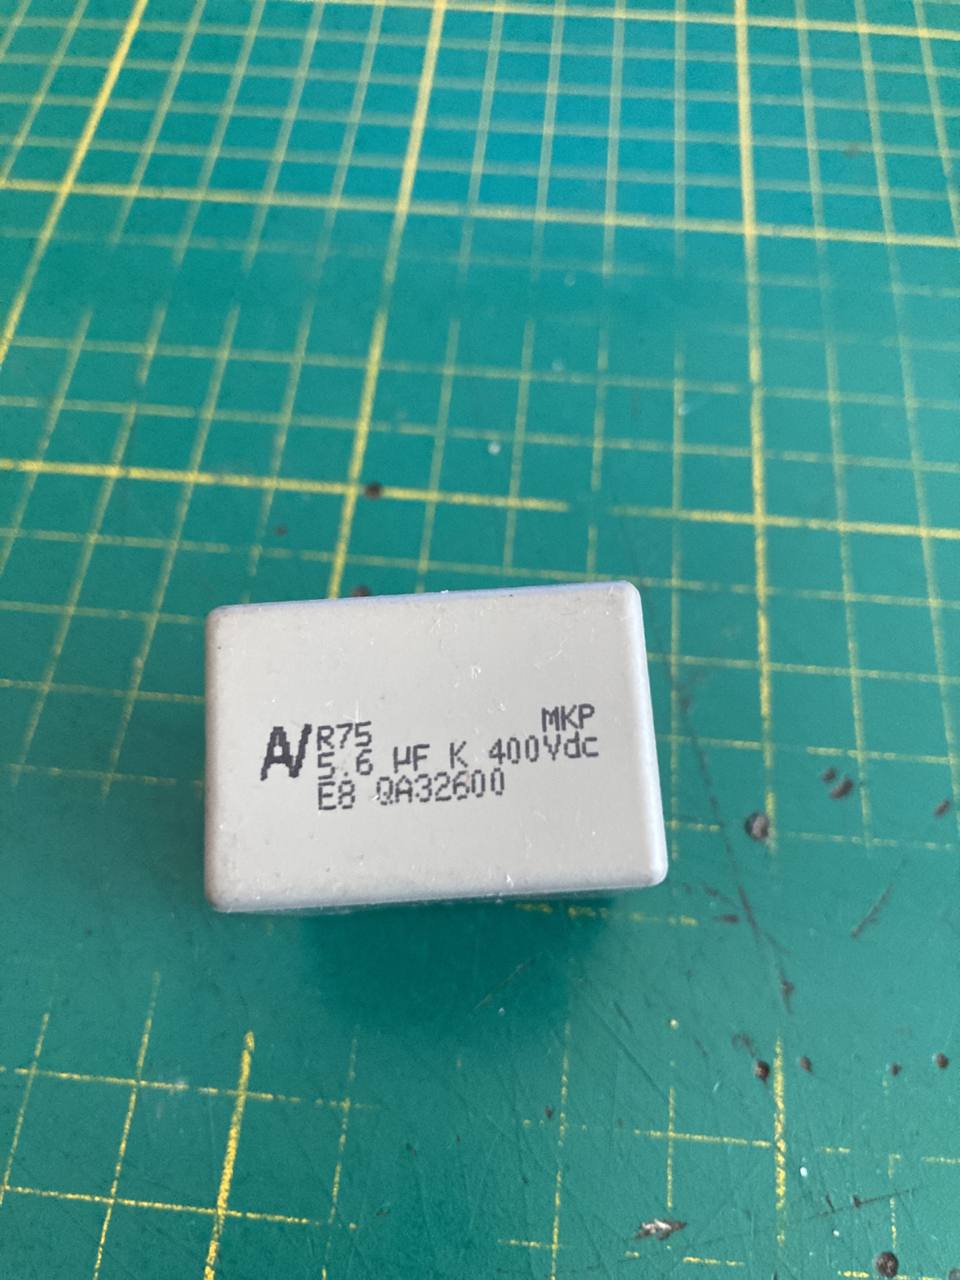 R75 MKP
5.6 µF K 400Vdc
E8 QA32600